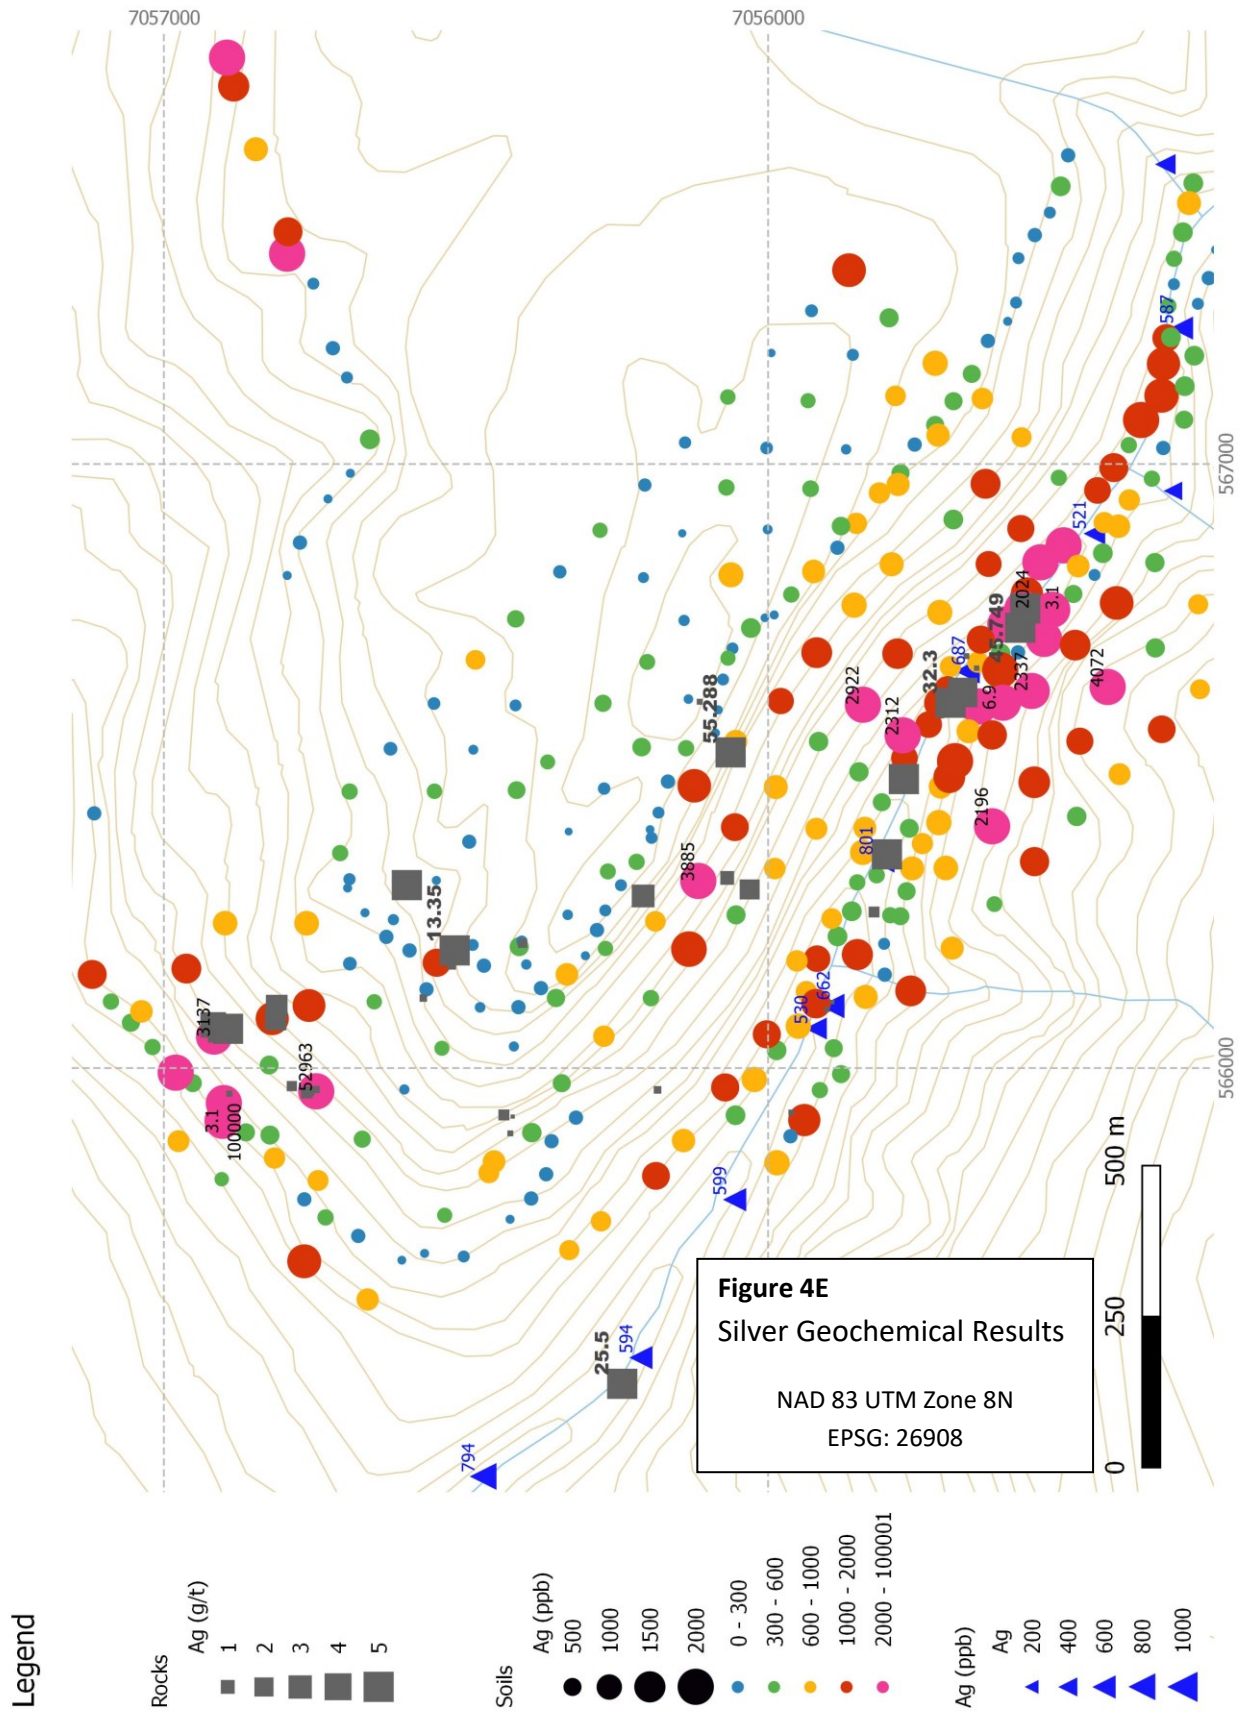 7057000
7056000
567000
566000
587
521
2024
3.1
45.749
687
32.3
2337
6.9
4072
2922
2312
55.288
2196
801
3885
13.35
662
530
3137
52963
3.1
100000
599
594
25.5
794
Figure 4E
Silver Geochemical Results
NAD 83 UTM Zone 8N
EPSG: 26908
0 250 500 m
Legend
Rocks
Ag (g/t)
1
2
3
4
5
Soils
Ag (ppb)
500
1000
1500
2000
0 - 300
300 - 600
600 - 1000
1000 - 2000
2000 - 100001
Ag (ppb)
Ag
200
400
600
800
1000